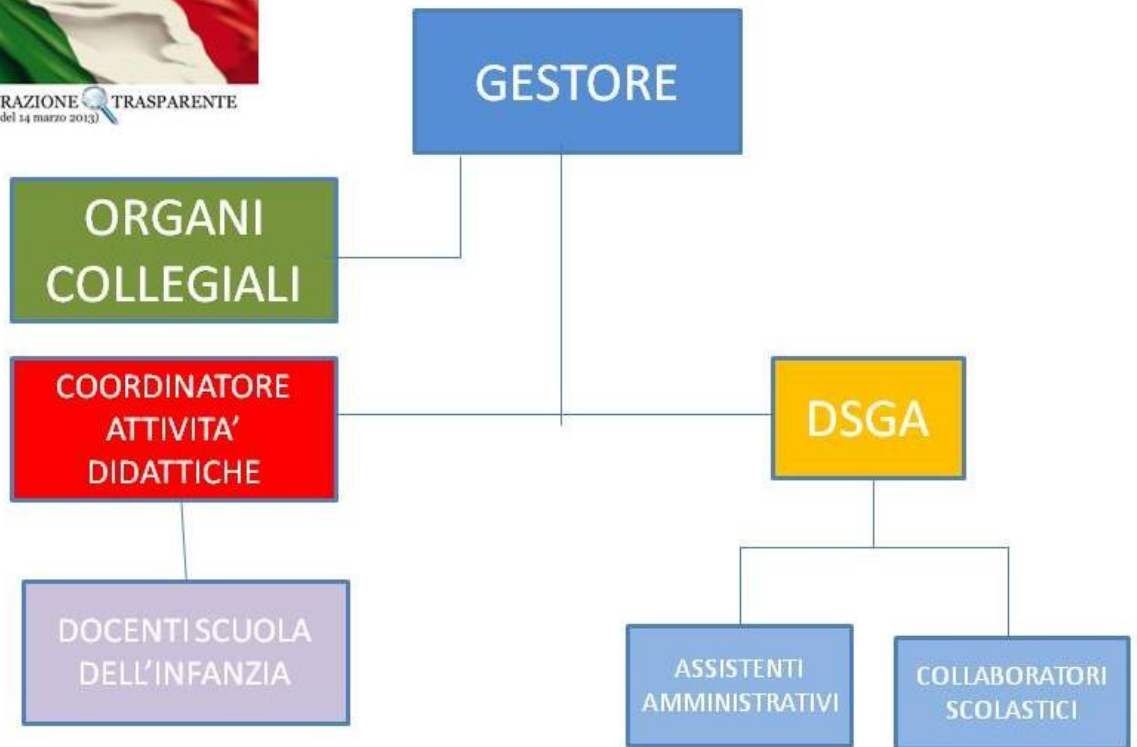 RAZIONE TRASPARENTE
del 14 marzo 2013)
GESTORE
ORGANI
COLLEGIALI
COORDINATORE
ATTIVITA’
DIDATTICHE
DSGA
DOCENTI SCUOLA
DELL’INFANZIA
ASSISTENTI
AMMINISTRATIVI
COLLABORATORI
SCOLASTICI